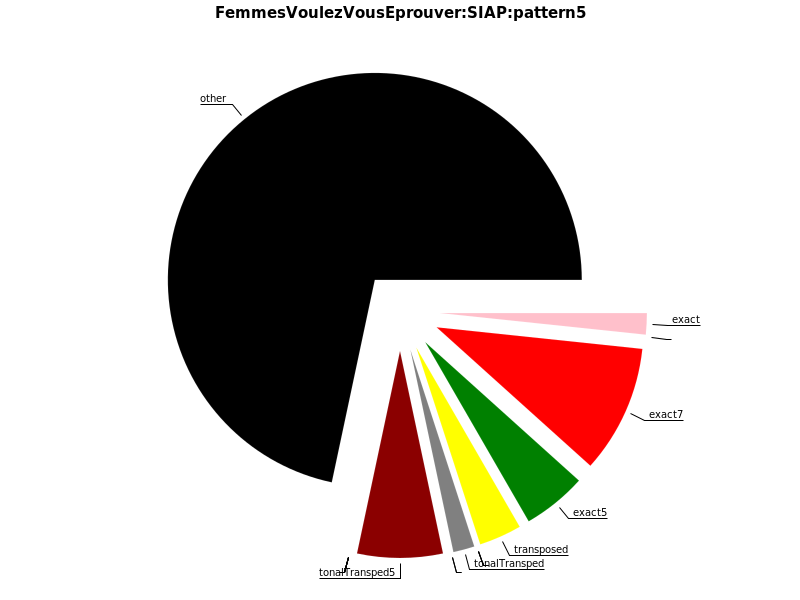 FemmesVoulezVousEprouver:SIAP:pattern5
other
exact
exact7
exact5
transposed
tonalTransped
tonalTransped5